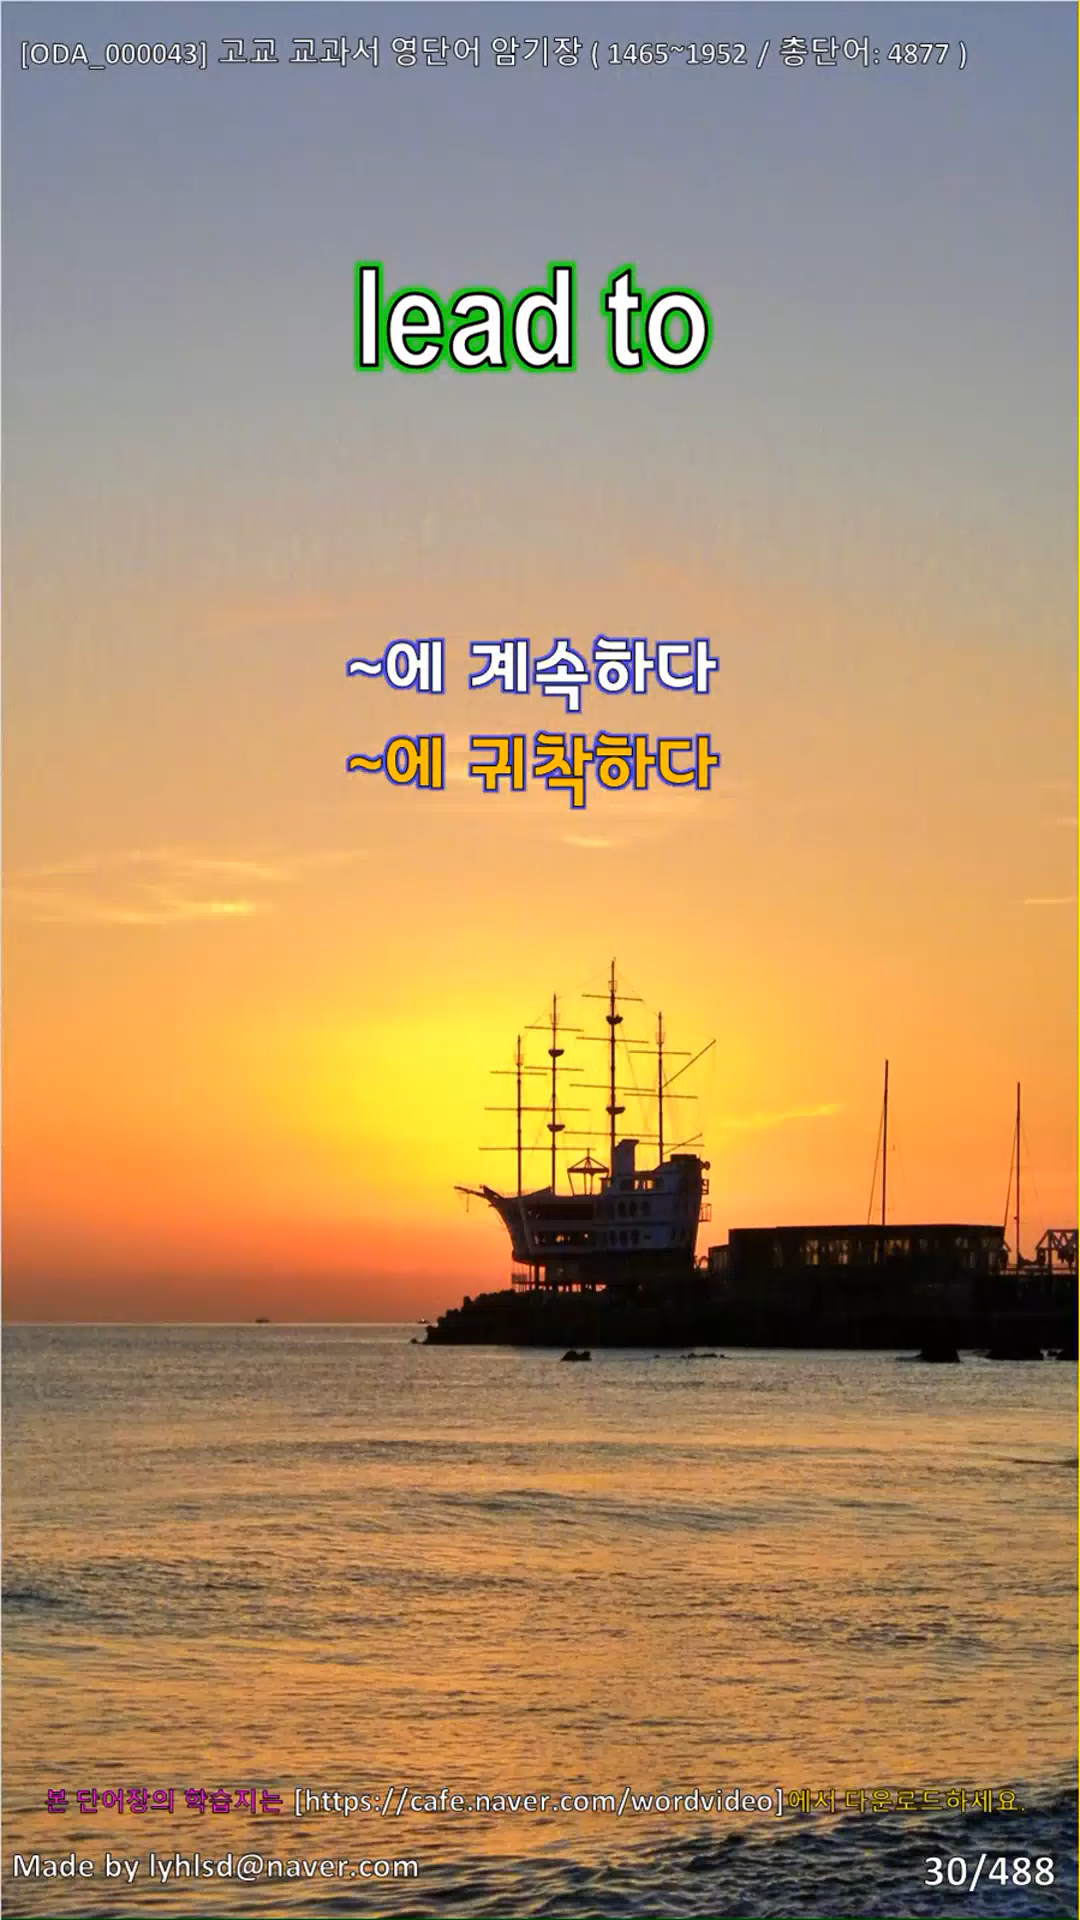 [ODA_000043] 고교 교과서 영단어 암기장 ( 1465~1952 / 총단어: 4877 )
lead to
~에 계속하다
~에 귀착하다
본 단어장의 학습지는 [https://cafe.naver.com/wordvideo]에서 다운로드하세요.
Made by lyhlsd@naver.com
30/488